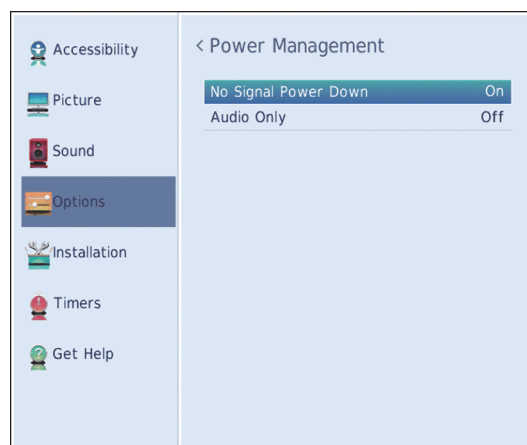 Accessibility
Picture
Sound
Options
Installation
Timers
Get Help
< Power Management
No Signal Power Down On
Audio Only Off